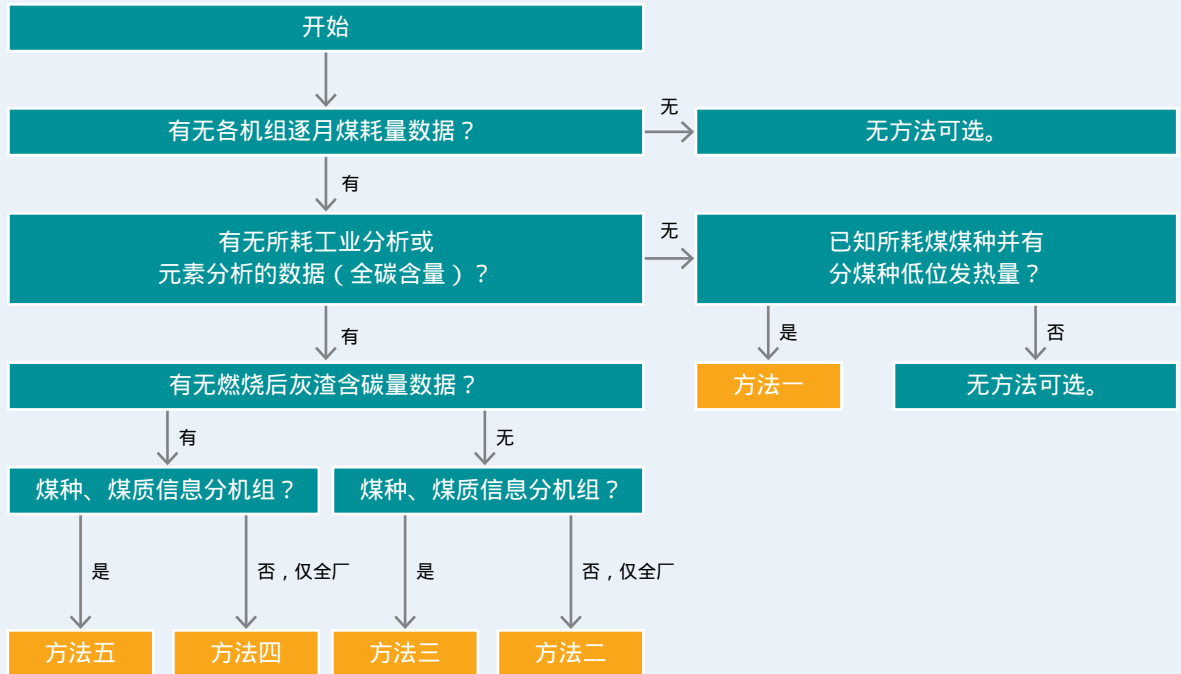 开始
有无各机组逐月煤耗量数据？
无
无方法可选。
有
有无所耗工业分析或
元素分析的数据（全碳含量）？
无
已知所耗煤煤种并有
分煤种低位发热量？
有
是
否
有无燃烧后灰渣含碳量数据？
方法一
无方法可选。
有
无
煤种、煤质信息分机组？
煤种、煤质信息分机组？
是
否，仅全厂
是
否，仅全厂
方法五
方法四
方法三
方法二